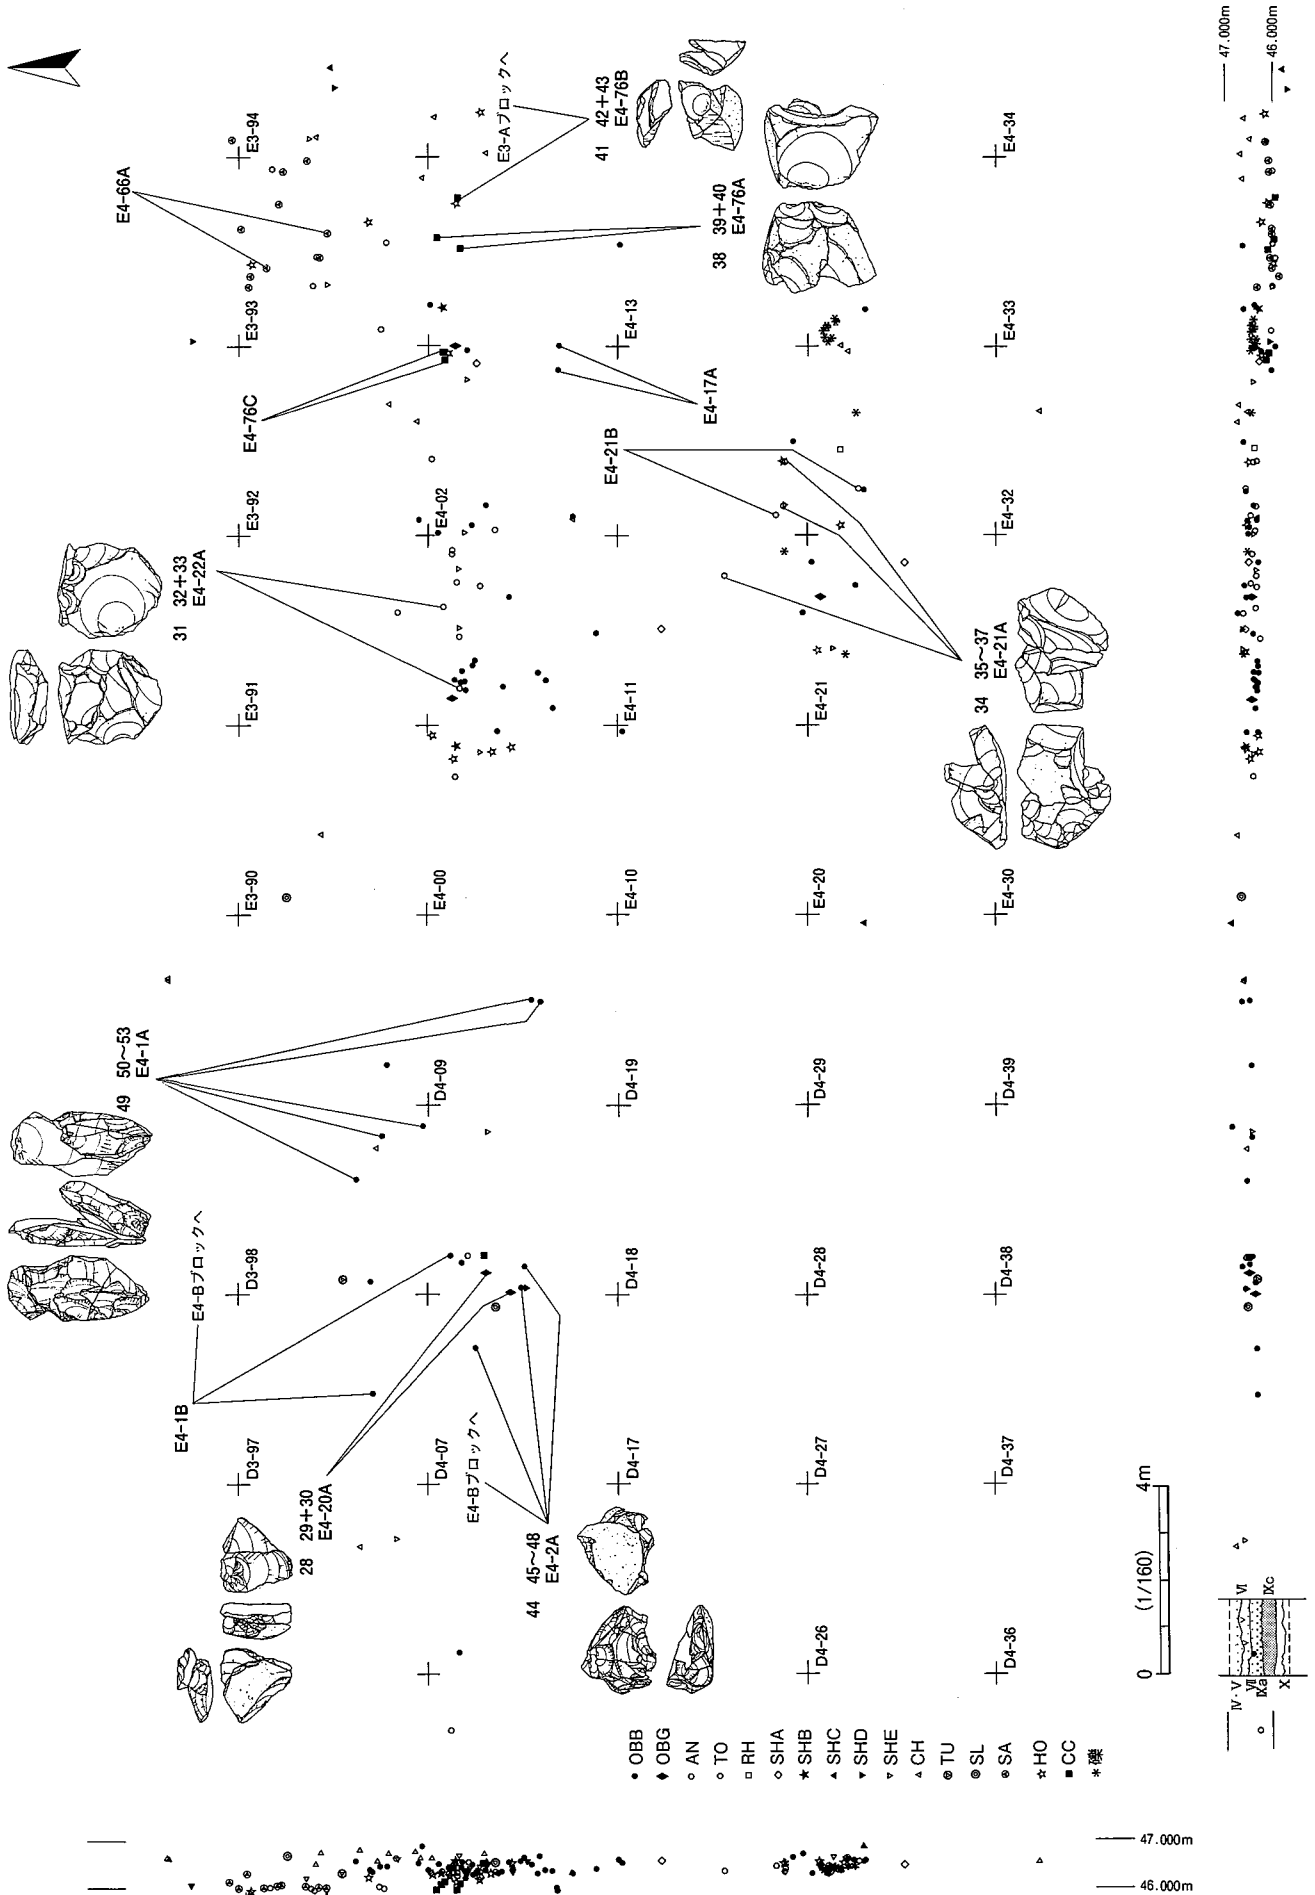 E4-66A
E3-94
E3-Aブロックへ
42+43
E4-76B
41
E4-34
47.000m
46.000m
E3-93
E4-76C
39+40
E4-76A
38
E4-13
E4-17A
E4-33
E3-92
E4-02
E4-21B
E4-32
32+33
E4-22A
31
E3-91
E4-11
E4-21
35～37
E4-21A
34
E3-90
E4-00
E4-10
E4-20
E4-30
50～53
E4-1A
49
D4-09
D4-19
D4-29
D4-39
E4-Bブロックへ
E4-1B
D3-98
D4-18
D4-28
D4-38
D3-97
D4-07
D4-17
D4-27
D4-37
29+30
E4-20A
28
E4-Bブロックへ
45～48
E4-2A
44
D4-26
D4-36
0
(1/160)
4m
IV・V
VI
VII
IXa
IXc
X
OBB
OBG
AN
TO
RH
SHA
SHB
SHC
SHD
SHE
CH
TU
SL
SA
HO
CC
礫
47.000m
46.000m